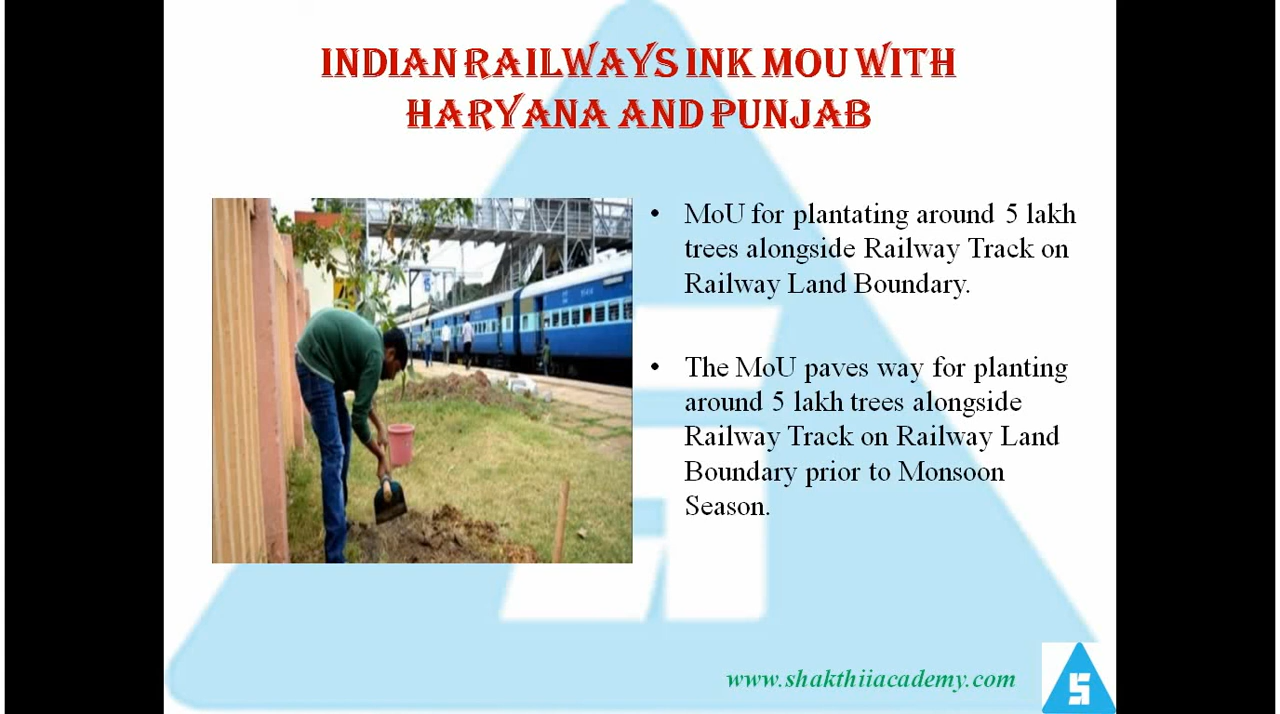 INDIAN RAILWAYS INK MOU WITH
HARYANA AND PUNJAB
• MoU for plantating around 5 lakh
trees alongside Railway Track on
Railway Land Boundary.
• The MoU paves way for planting
around 5 lakh trees alongside
Railway Track on Railway Land
Boundary prior to Monsoon
Season.
www.shakthiiacademy.com